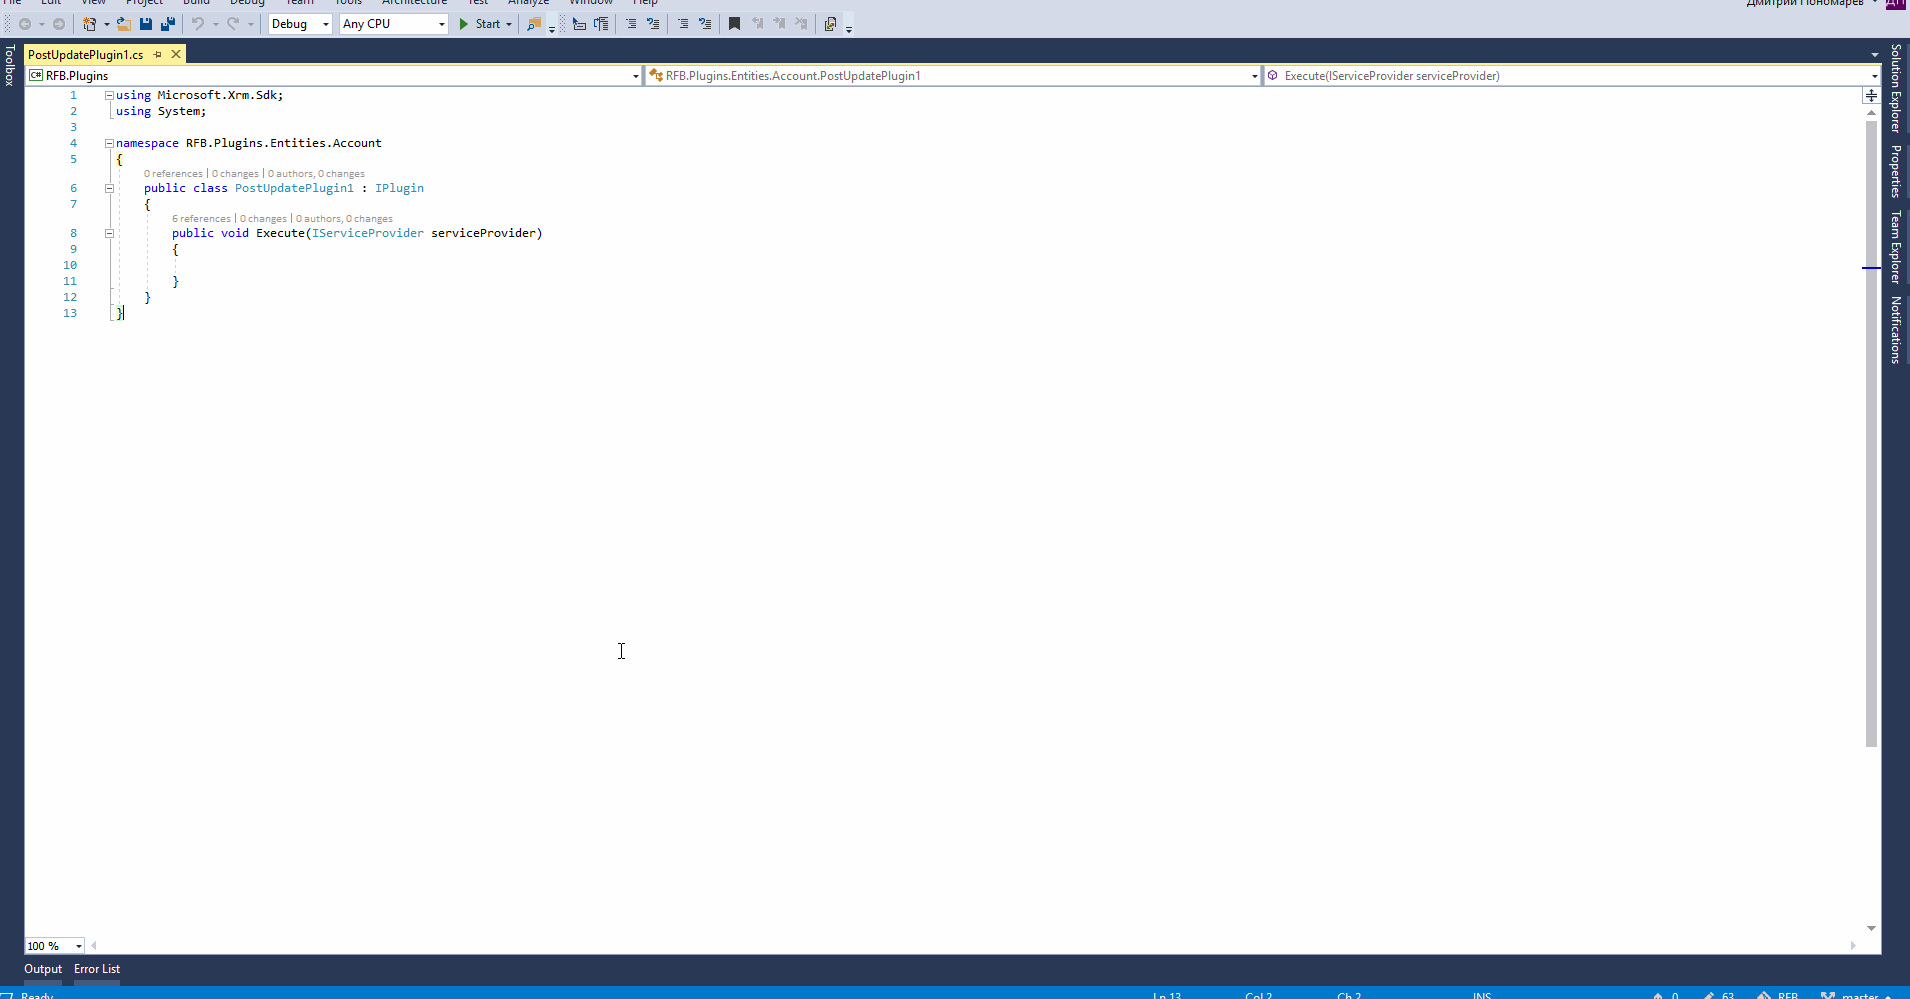 File Edit View Project Build Debug Team Tools Architecture Test Analyze Window Help Дмитрий Пономарев ДП
Debug Any CPU Start
Toolbox
PostUpdatePlugin1.cs
RFB.Plugins RFB.Plugins.Entities.Account.PostUpdatePlugin1 Execute(IServiceProvider serviceProvider)
1 using Microsoft.Xrm.Sdk;
2 using System;
3
4 namespace RFB.Plugins.Entities.Account
5 {
0 references | 0 changes | 0 authors, 0 changes
6 public class PostUpdatePlugin1 : IPlugin
7 {
6 references | 0 changes | 0 authors, 0 changes
8 public void Execute(IServiceProvider serviceProvider)
9 {
10
11 }
12 }
13 }
Solution Explorer
Properties
Team Explorer
Notifications
100 %
Output Error List
Ready Ln 13 Col 2 Ch 2 INS 0 63 RFB master